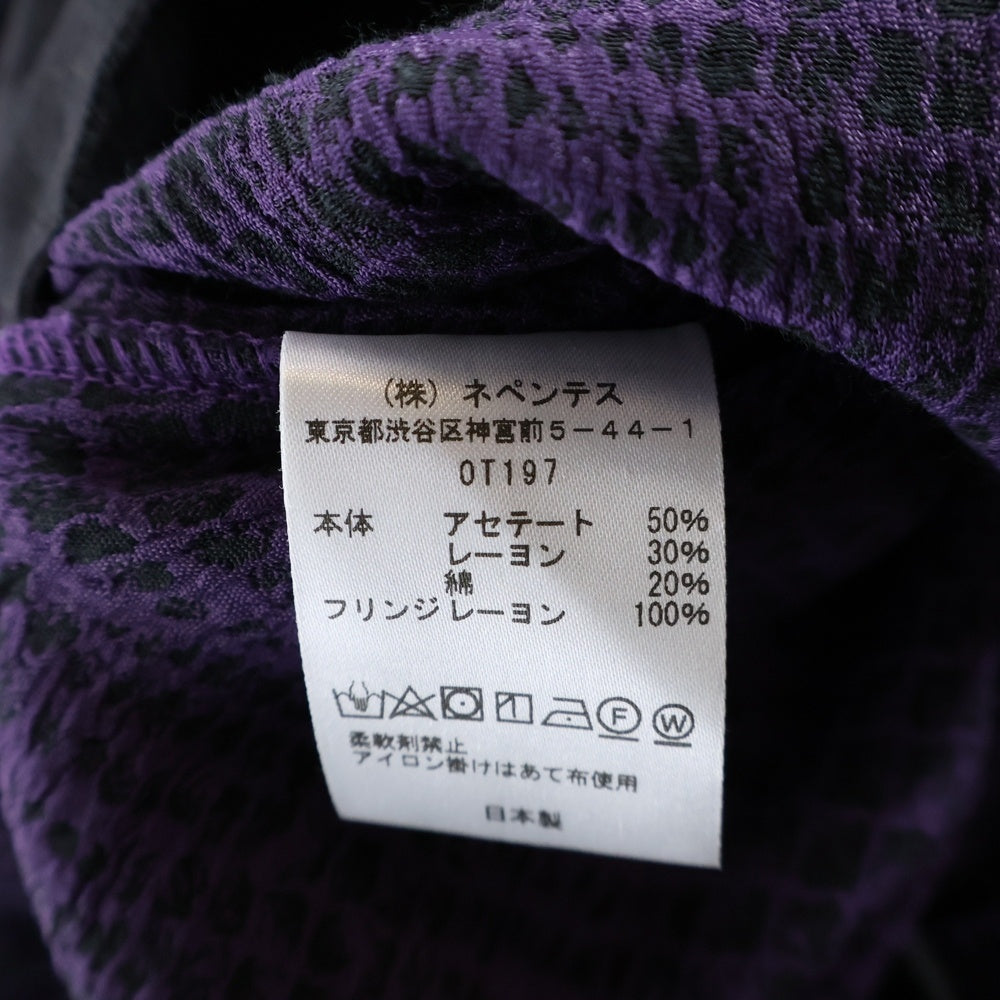 (株) ネペンテス
東京都渋谷区神宮前5-44-1
OT197
本体 アセテート 50%
レーヨン 30%
綿 20%
フリンジ レーヨン 100%
F W
柔軟剤禁止
アイロン掛けはあて布使用
日本製